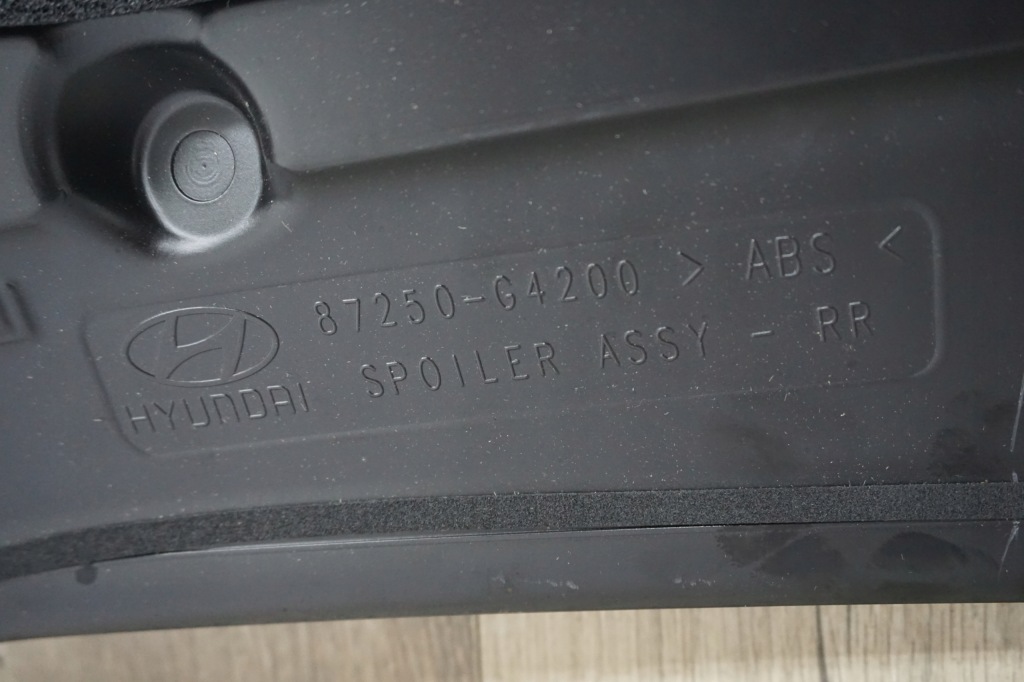 87250-G4200 > ABS <
HYUNDAI SPOILER ASSY - RR